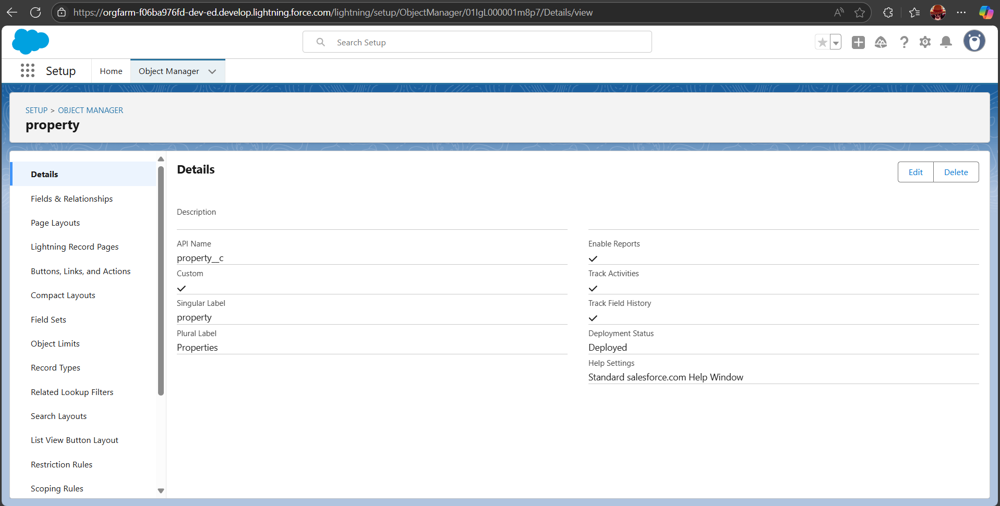 https://orgfarm-f06ba976fd-dev-ed.develop.lightning.force.com/lightning/setup/ObjectManager/01IgL000001m8p7/Details/view
Search Setup
Setup
Home
Object Manager
SETUP > OBJECT MANAGER
property
Details
Fields & Relationships
Page Layouts
Lightning Record Pages
Buttons, Links, and Actions
Compact Layouts
Field Sets
Object Limits
Record Types
Related Lookup Filters
Search Layouts
List View Button Layout
Restriction Rules
Scoping Rules
Details
Edit
Delete
Description
API Name
property__c
Custom
Singular Label
property
Plural Label
Properties
Enable Reports
Track Activities
Track Field History
Deployment Status
Deployed
Help Settings
Standard salesforce.com Help Window